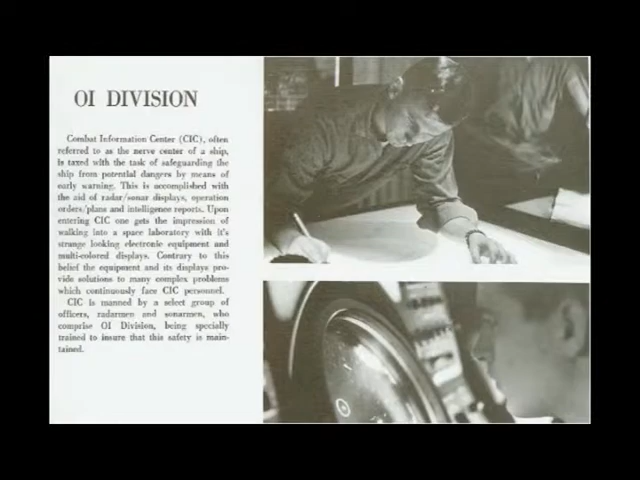 OI DIVISION
Combat Information Center (CIC), often
referred to as the nerve center of a ship,
is taxed with the task of safeguarding the
ship from potential dangers by means of
early warning. This is accomplished with
the aid of radar/sonar displays, operation
orders/plans and intelligence reports. Upon
entering CIC one gets the impression of
walking into a space laboratory with it's
strange looking electronic equipment and
multi-colored displays. Contrary to this
belief the equipment and its displays pro-
vide solutions to many complex problems
which continuously face CIC personnel.
CIC is manned by a select group of
officers, radarmen and sonarmen, who
comprise OI Division, being specially
trained to insure that this safety is main-
tained.